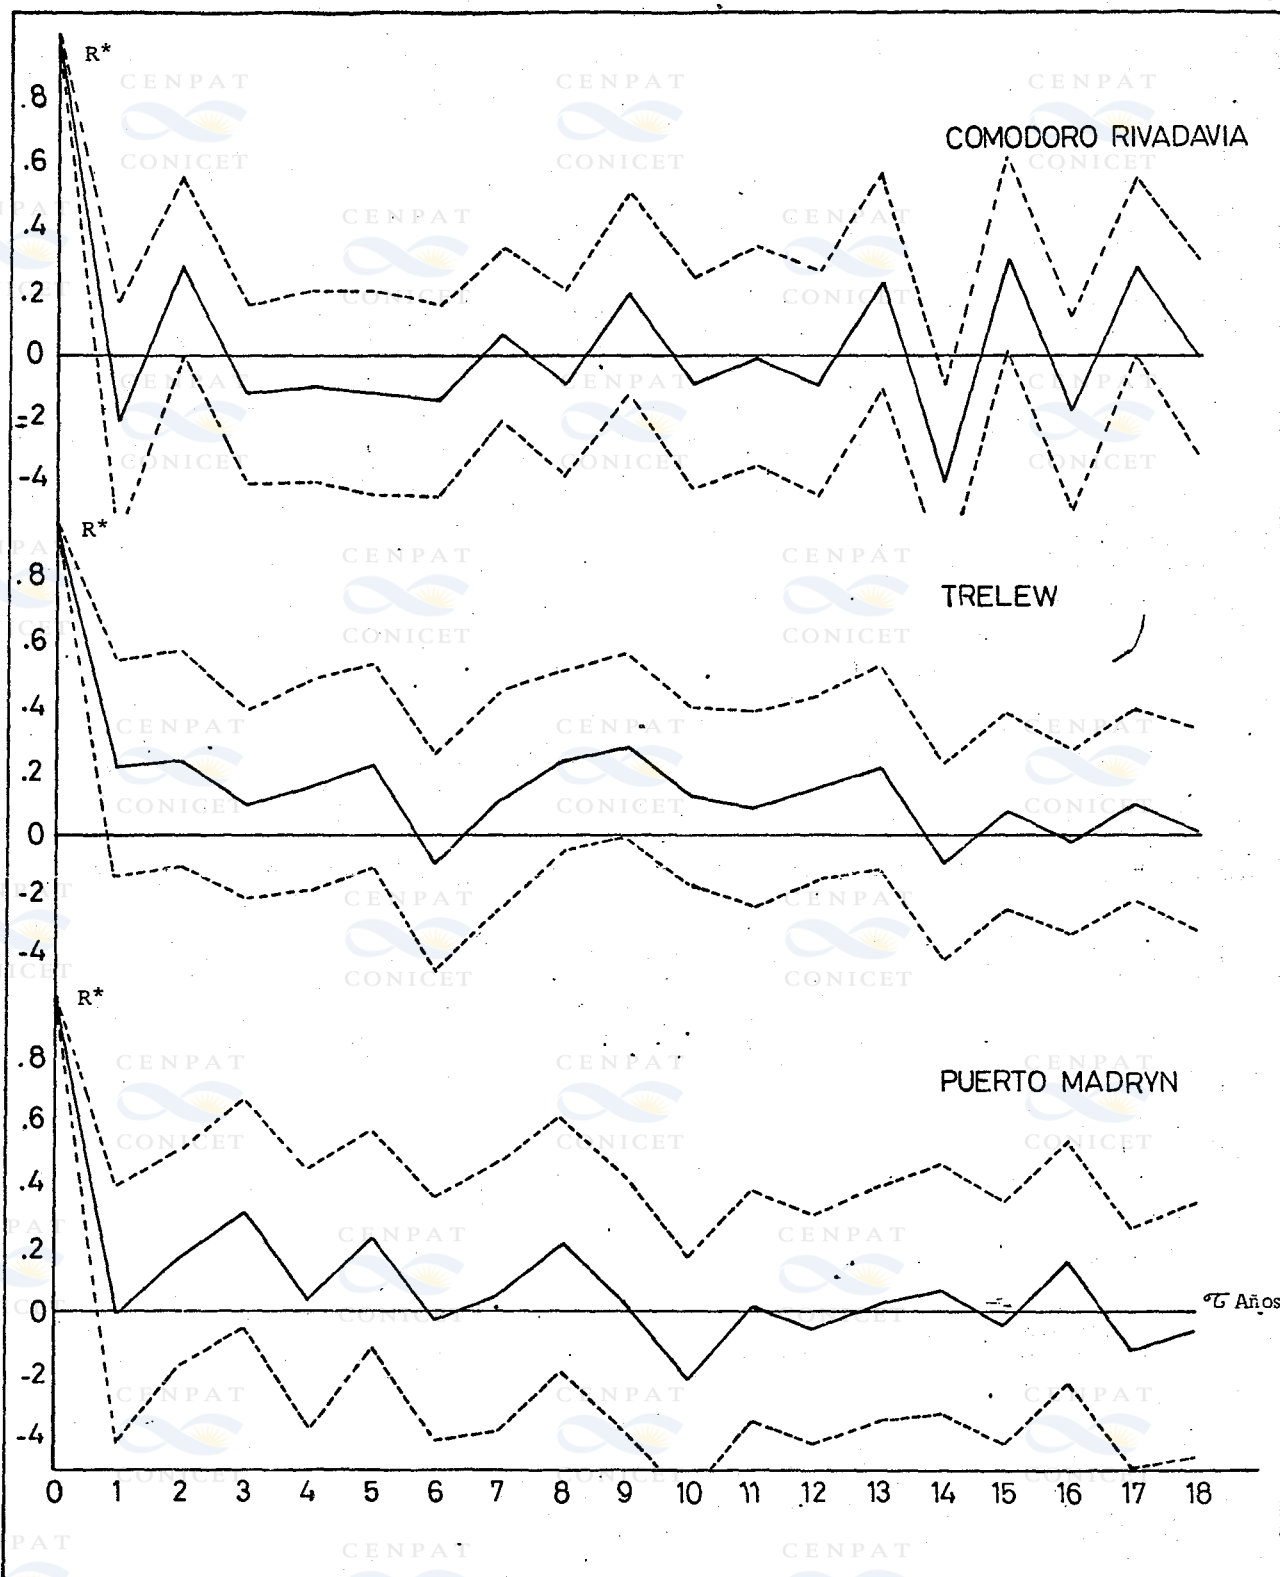 R*
.8
.6
.4
.2
0
-2
-4
COMODORO RIVADAVIA
R*
.8
.6
.4
.2
0
-2
-4
TRELEW
R*
.8
.6
.4
.2
0
-2
-4
PUERTO MADRYN
τ Años
0 1 2 3 4 5 6 7 8 9 10 11 12 13 14 15 16 17 18
CENPAT
CONICET